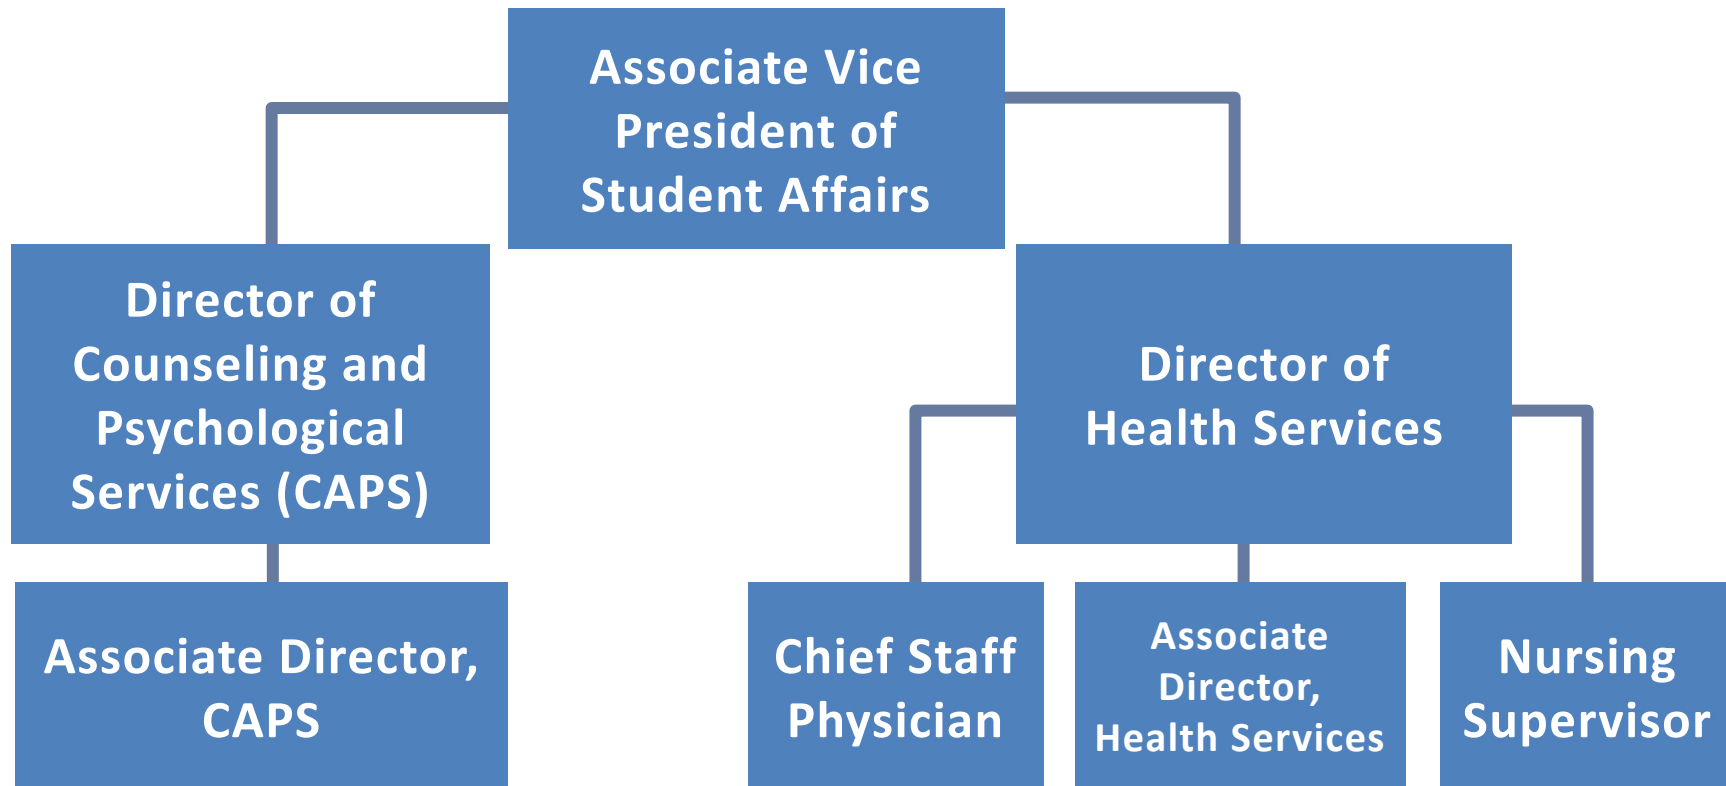 Associate Vice
President of
Student Affairs
Director of
Counseling and
Psychological
Services (CAPS)
Director of
Health Services
Associate Director,
CAPS
Chief Staff
Physician
Associate
Director,
Health Services
Nursing
Supervisor